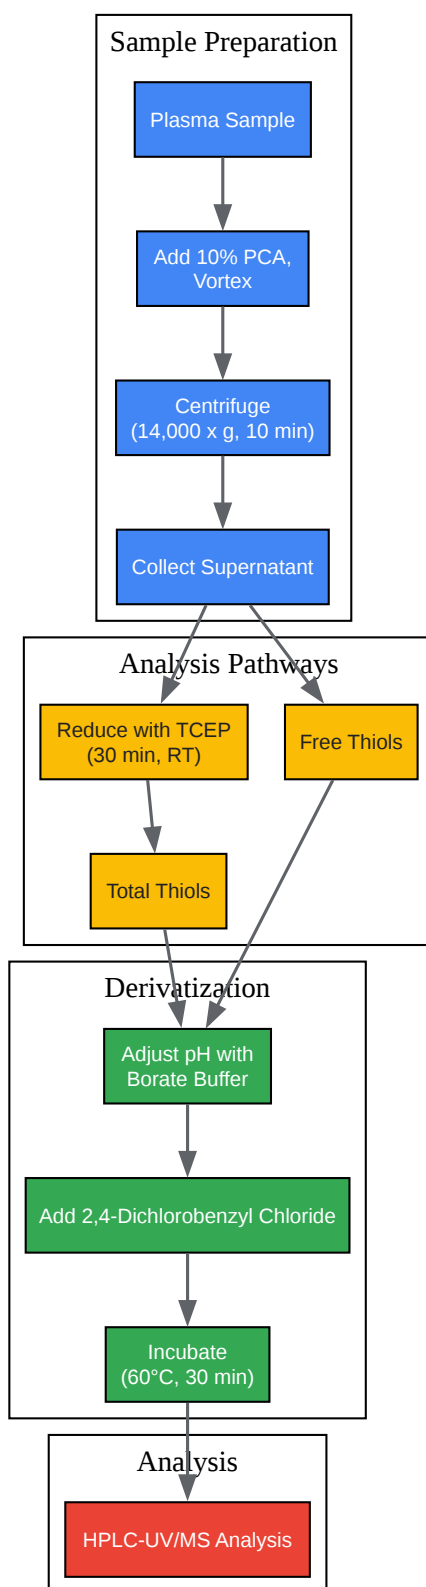 Sample Preparation
Plasma Sample
Add 10% PCA,
Vortex
Centrifuge
(14,000 x g, 10 min)
Collect Supernatant
Analysis Pathways
Reduce with TCEP
(30 min, RT)
Free Thiols
Total Thiols
Derivatization
Adjust pH with
Borate Buffer
Add 2,4-Dichlorobenzyl Chloride
Incubate
(60°C, 30 min)
Analysis
HPLC-UV/MS Analysis